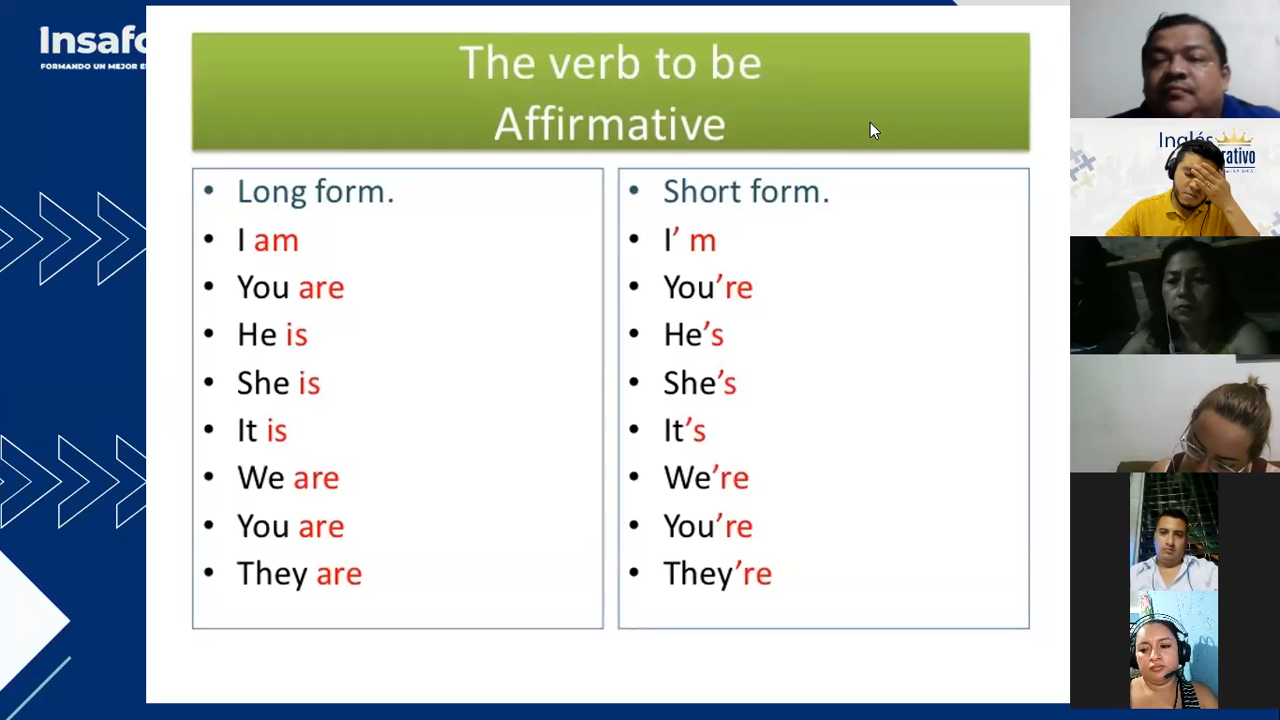 Insafo
FORMANDO UN MEJOR E
The verb to be
Affirmative
• Long form.
• I am
• You are
• He is
• She is
• It is
• We are
• You are
• They are
• Short form.
• I’ m
• You’re
• He’s
• She’s
• It’s
• We’re
• You’re
• They’re
Inglés
rativo